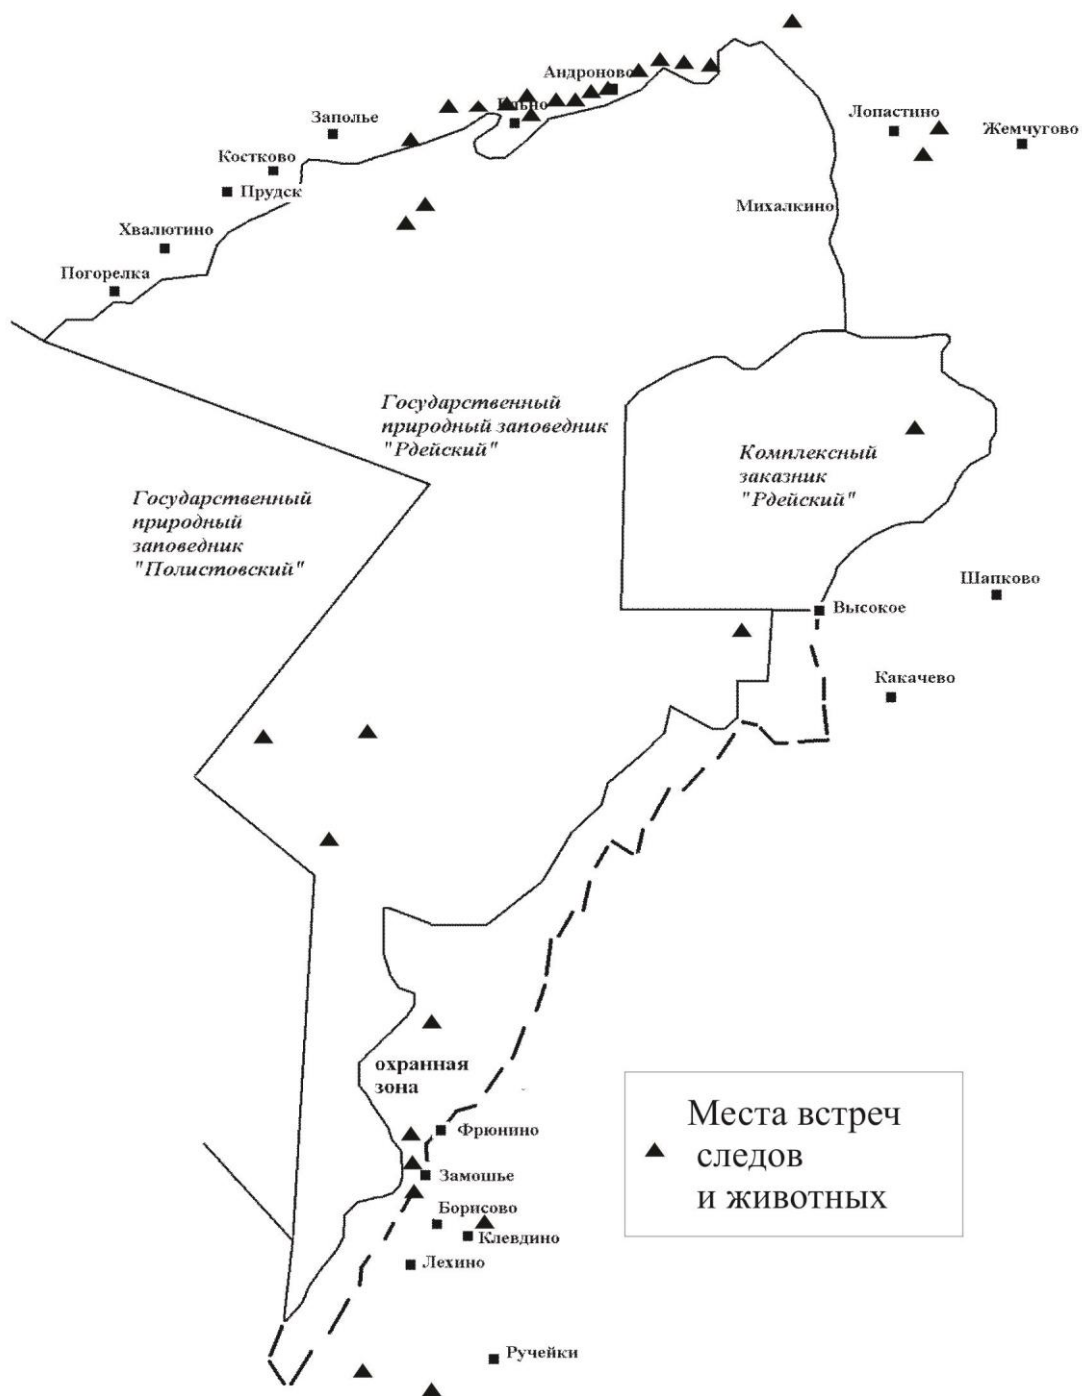 Андроново
Заполье
Лопастино
Жемчугово
Костково
Прудск
Михалкино
Хвалютино
Погорелка
Государственный
природный заповедник
"Рдейский"
Комплексный
заказник
"Рдейский"
Государственный
природный
заповедник
"Полистовский"
Шапково
Высокое
Какачево
охранная
зона
Фрюнино
Замошье
Борисово
Клевдино
Лехино
Ручейки
Места встреч
следов
и животных